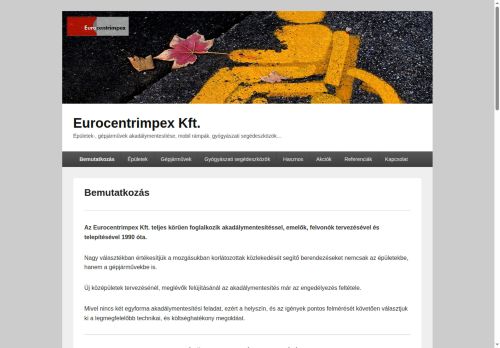 Eurocentrimpex
Eurocentrimpex Kft.
Épületek-, gépjárművek akadálymentesítése, mobil rámpák, gyógyászati segédeszközök…
Bemutatkozás Épületek Gépjárművek Gyógyászati segédeszközök Hasznos Akciók Referenciák Kapcsolat
Bemutatkozás
Az Eurocentrimpex Kft. teljes körűen foglalkozik akadálymentesítéssel, emelők, felvonók tervezésével és
telepítésével 1990 óta.
Nagy választékban értékesítjük a mozgásukban korlátozottak közlekedését segítő berendezéseket nemcsak az épületekbe,
hanem a gépjárművekbe is.
Új középületek tervezésénél, meglévők felújításánál az akadálymentesítés már az engedélyezés feltétele.
Mivel nincs két egyforma akadálymentesítési feladat, ezért a helyszín, és az igények pontos felmérését követően választjuk
ki a legmegfelelőbb technikai, és költséghatékony megoldást.